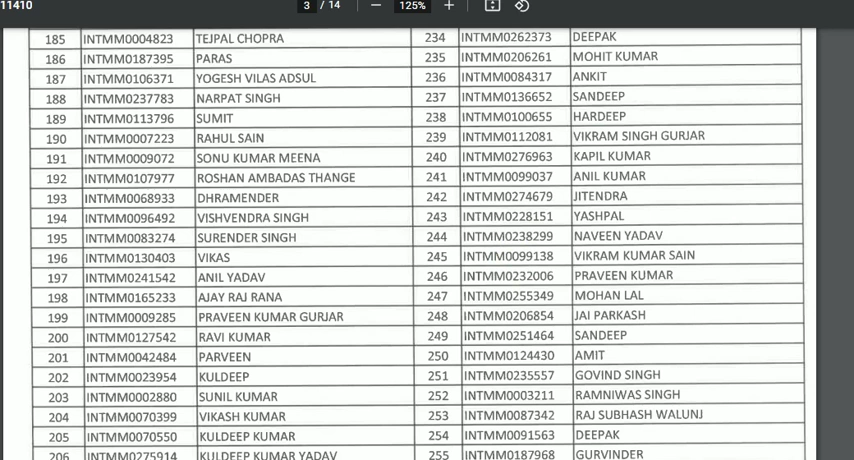 11410
3 / 14
125%
185 INTMM0004823 TEJPAL CHOPRA 234 INTMM0262373 DEEPAK
186 INTMM0187395 PARAS 235 INTMM0206261 MOHIT KUMAR
187 INTMM0106371 YOGESH VILAS ADSUL 236 INTMM0084317 ANKIT
188 INTMM0237783 NARPAT SINGH 237 INTMM0136652 SANDEEP
189 INTMM0113796 SUMIT 238 INTMM0100655 HARDEEP
190 INTMM0007223 RAHUL SAIN 239 INTMM0112081 VIKRAM SINGH GURJAR
191 INTMM0009072 SONU KUMAR MEENA 240 INTMM0276963 KAPIL KUMAR
192 INTMM0107977 ROSHAN AMBADAS THANGE 241 INTMM0099037 ANIL KUMAR
193 INTMM0068933 DHRAMENDER 242 INTMM0274679 JITENDRA
194 INTMM0096492 VISHVENDRA SINGH 243 INTMM0228151 YASHPAL
195 INTMM0083274 SURENDER SINGH 244 INTMM0238299 NAVEEN YADAV
196 INTMM0130403 VIKAS 245 INTMM0099138 VIKRAM KUMAR SAIN
197 INTMM0241542 ANIL YADAV 246 INTMM0232006 PRAVEEN KUMAR
198 INTMM0165233 AJAY RAJ RANA 247 INTMM0255349 MOHAN LAL
199 INTMM0009285 PRAVEEN KUMAR GURJAR 248 INTMM0206854 JAI PARKASH
200 INTMM0127542 RAVI KUMAR 249 INTMM0251464 SANDEEP
201 INTMM0042484 PARVEEN 250 INTMM0124430 AMIT
202 INTMM0023954 KULDEEP 251 INTMM0235557 GOVIND SINGH
203 INTMM0002880 SUNIL KUMAR 252 INTMM0003211 RAMNIWAS SINGH
204 INTMM0070399 VIKASH KUMAR 253 INTMM0087342 RAJ SUBHASH WALUNJ
205 INTMM0070550 KULDEEP KUMAR 254 INTMM0091563 DEEPAK
206 INTMM0275914 KULDEEP KUMAR YADAV 255 INTMM0187968 GURVINDER